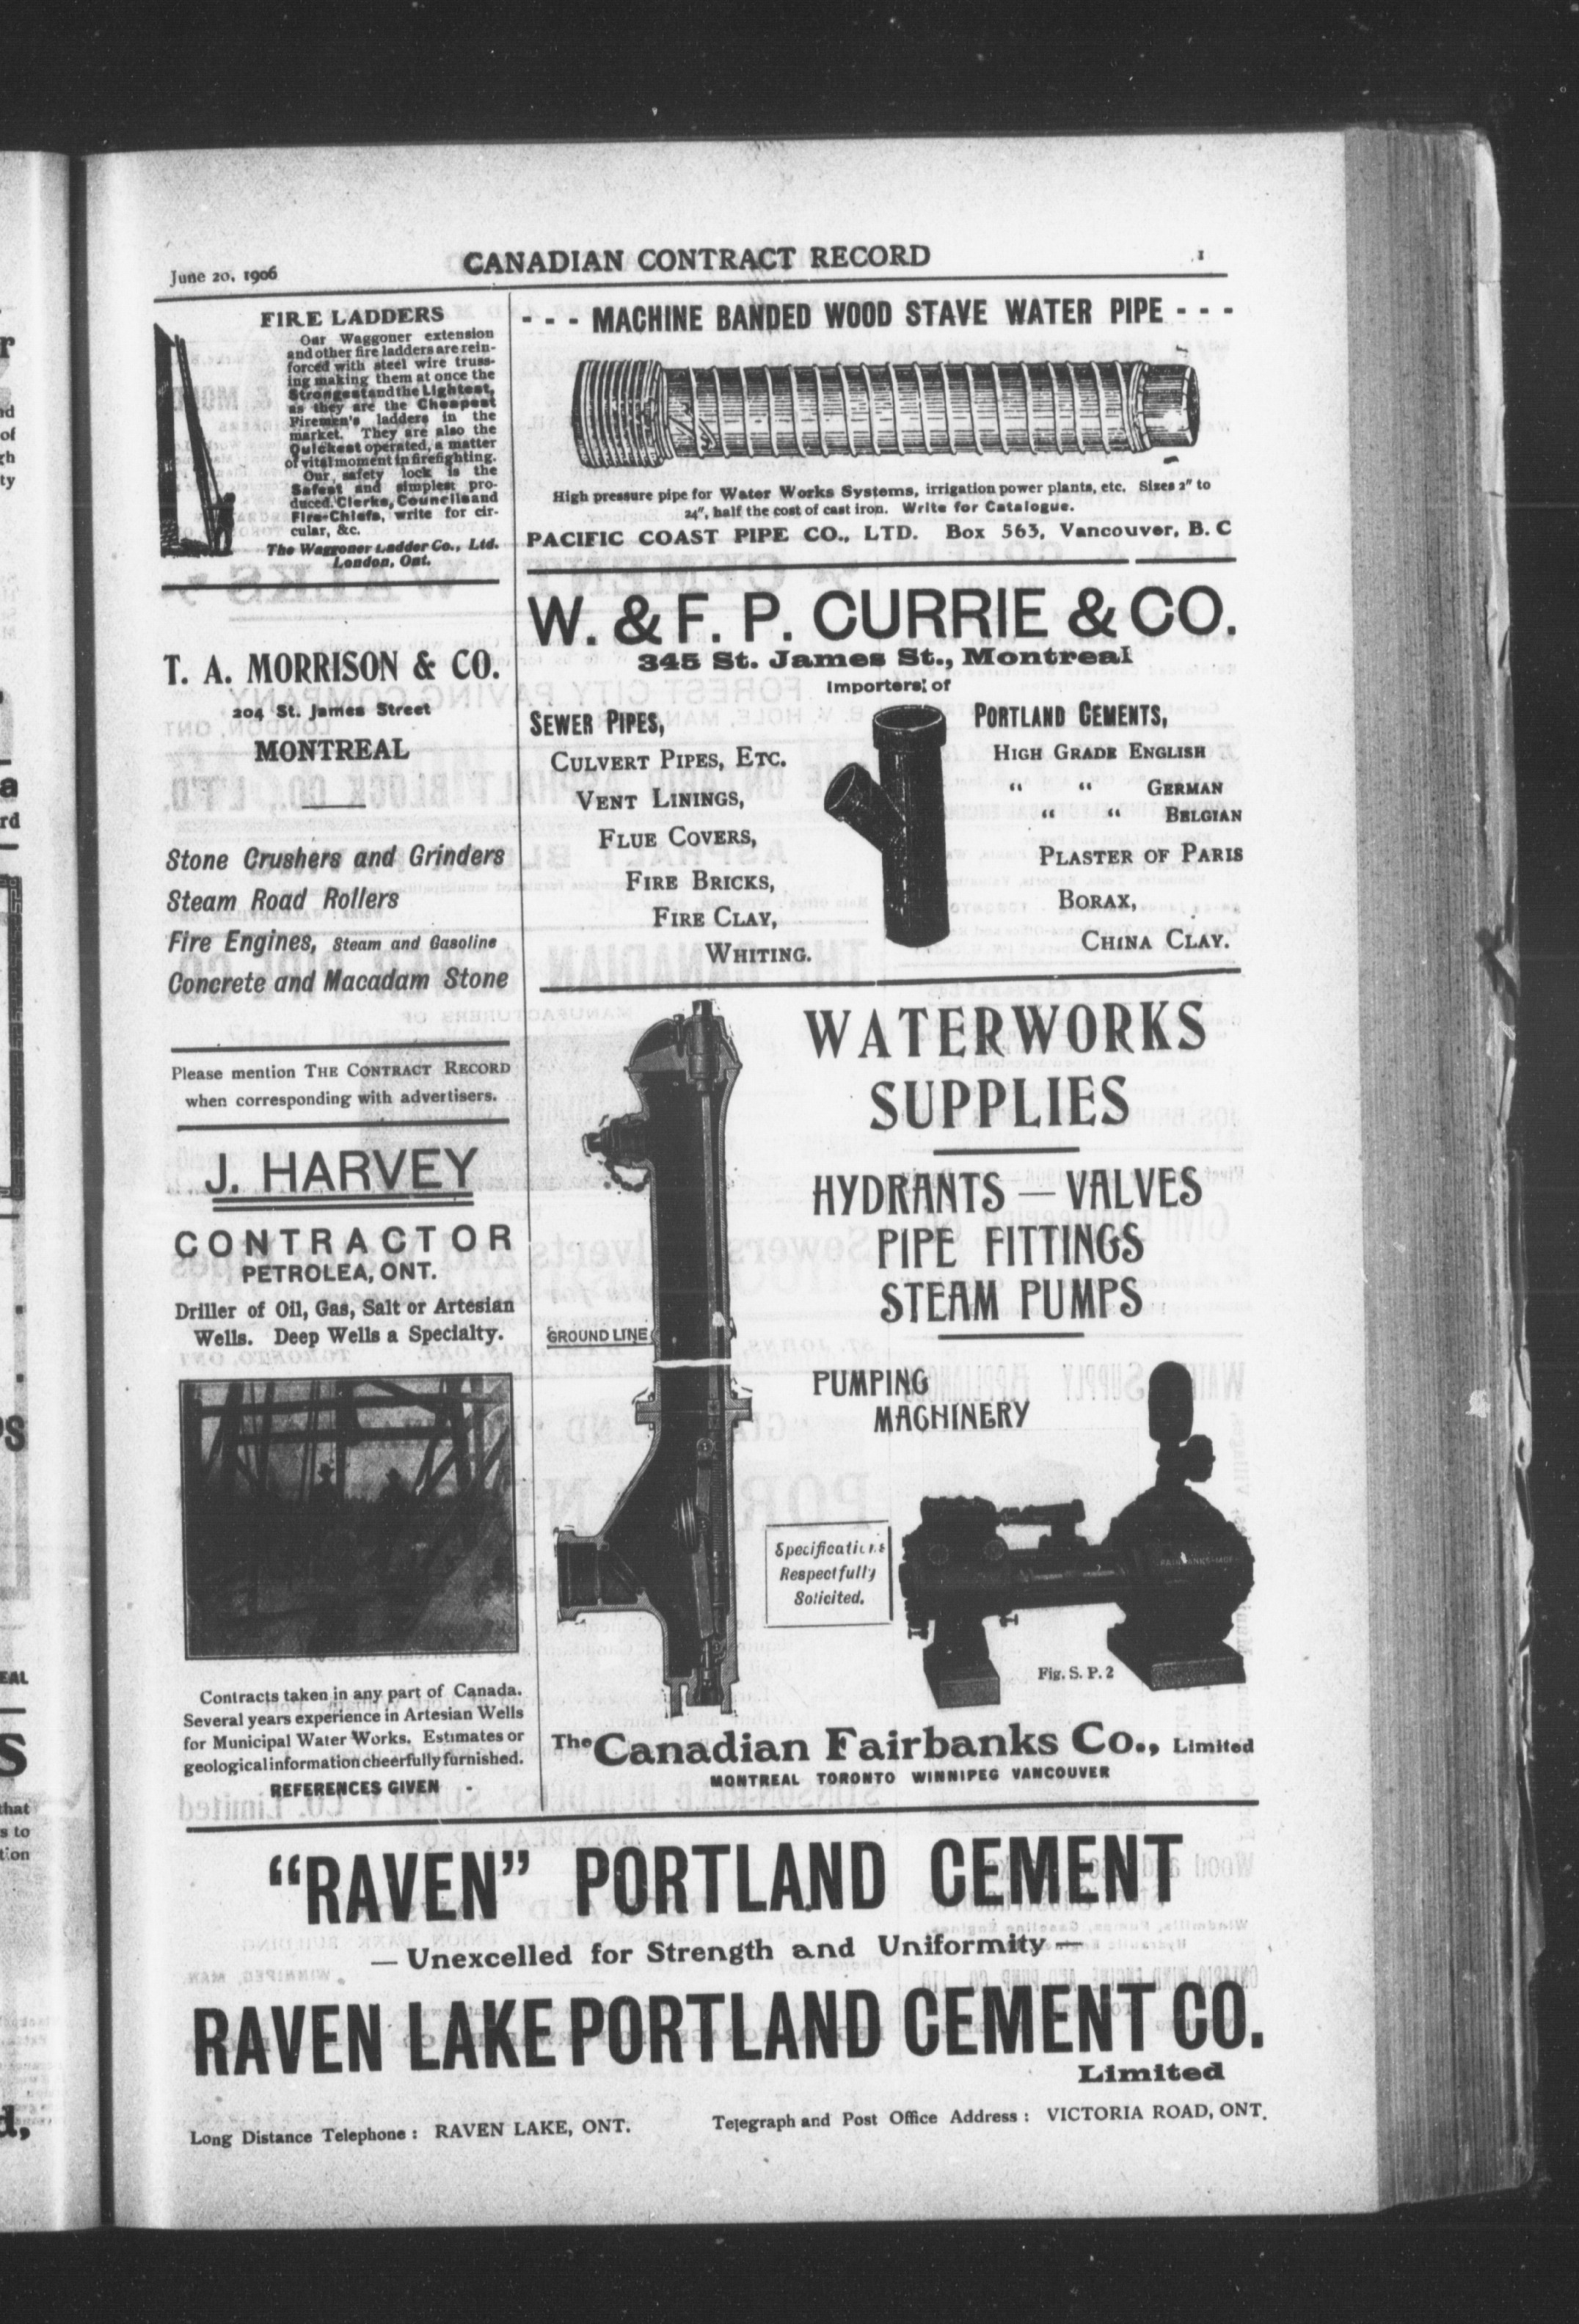 June 20, 1906
CANADIAN CONTRACT RECORD
1
FIRE LADDERS
Our Waggoner extension
and other fire ladders are rein-
forced with steel wire truss-
ing making them at once the
Strongest and the Lightest,
as they are the Cheapest
Firemen's ladders in the
market. They are also the
Quickest operated, a matter
of vital moment in firefighting.
Our safety lock is the
Safest and simplest pro-
duced. Clerks, Councils and
Fire-Chiefs, write for cir-
cular, &c.
The Waggoner Ladder Co., Ltd.
London, Ont.
T. A. MORRISON & CO.
204 St. James Street
MONTREAL
Stone Crushers and Grinders
Steam Road Rollers
Fire Engines, Steam and Gasoline
Concrete and Macadam Stone
Please mention THE CONTRACT RECORD
when corresponding with advertisers.
J. HARVEY
CONTRACTOR
PETROLEA, ONT.
Driller of Oil, Gas, Salt or Artesian
Wells. Deep Wells a Specialty.
Contracts taken in any part of Canada.
Several years experience in Artesian Wells
for Municipal Water Works. Estimates or
geological information cheerfully furnished.
REFERENCES GIVEN
- - - MACHINE BANDED WOOD STAVE WATER PIPE - - -
High pressure pipe for Water Works Systems, irrigation power plants, etc. Sizes 2" to
24", half the cost of cast iron. Write for Catalogue.
PACIFIC COAST PIPE CO., LTD. Box 563, Vancouver, B. C
W. & F. P. CURRIE & CO.
345 St. James St., Montreal
Importers of
SEWER PIPES,
CULVERT PIPES, ETC.
VENT LININGS,
FLUE COVERS,
FIRE BRICKS,
FIRE CLAY,
WHITING.
PORTLAND CEMENTS,
HIGH GRADE ENGLISH
" " GERMAN
" " BELGIAN
PLASTER OF PARIS
BORAX,
CHINA CLAY.
WATERWORKS
SUPPLIES
HYDRANTS — VALVES
PIPE FITTINGS
STEAM PUMPS
GROUND LINE
PUMPING
MACHINERY
Specifications
Respectfully
Solicited.
Fig. S. P. 2
The Canadian Fairbanks Co., Limited
MONTREAL TORONTO WINNIPEG VANCOUVER
"RAVEN" PORTLAND CEMENT
— Unexcelled for Strength and Uniformity —
RAVEN LAKE PORTLAND CEMENT CO.
Limited
Long Distance Telephone : RAVEN LAKE, ONT. Telegraph and Post Office Address : VICTORIA ROAD, ONT.